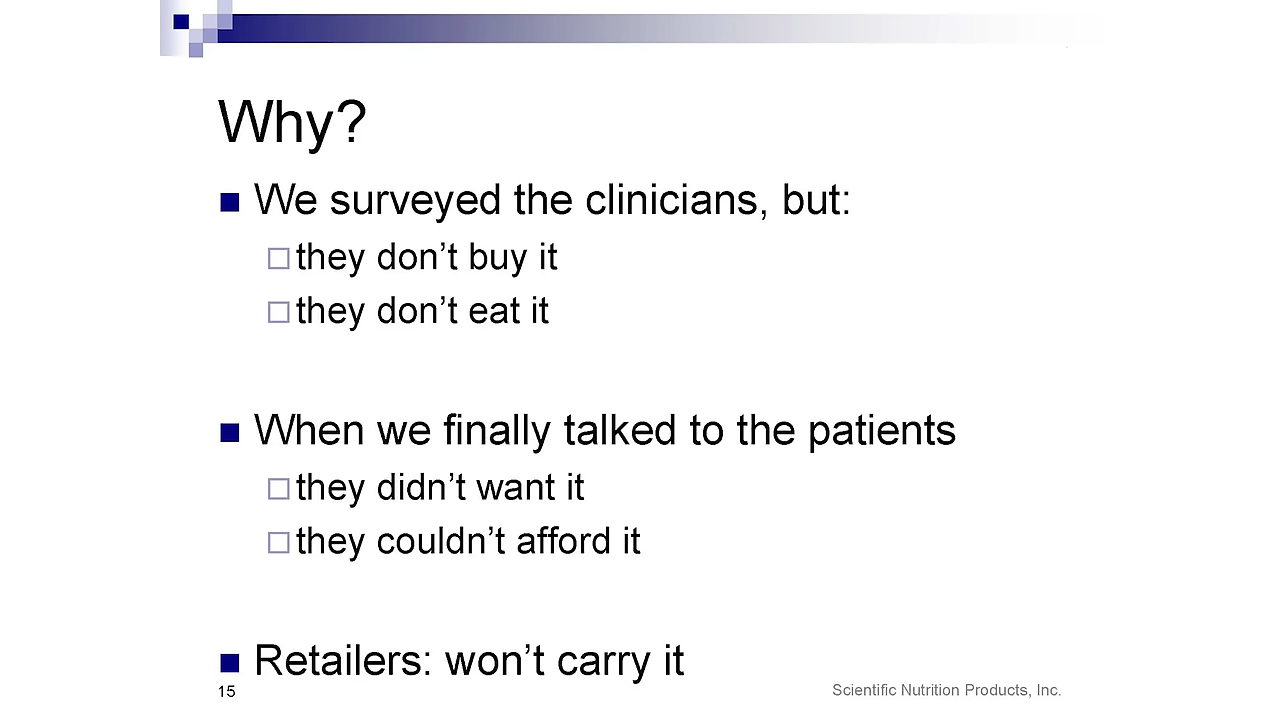 Why?
We surveyed the clinicians, but:
they don’t buy it
they don’t eat it
When we finally talked to the patients
they didn’t want it
they couldn’t afford it
Retailers: won’t carry it
15
Scientific Nutrition Products, Inc.